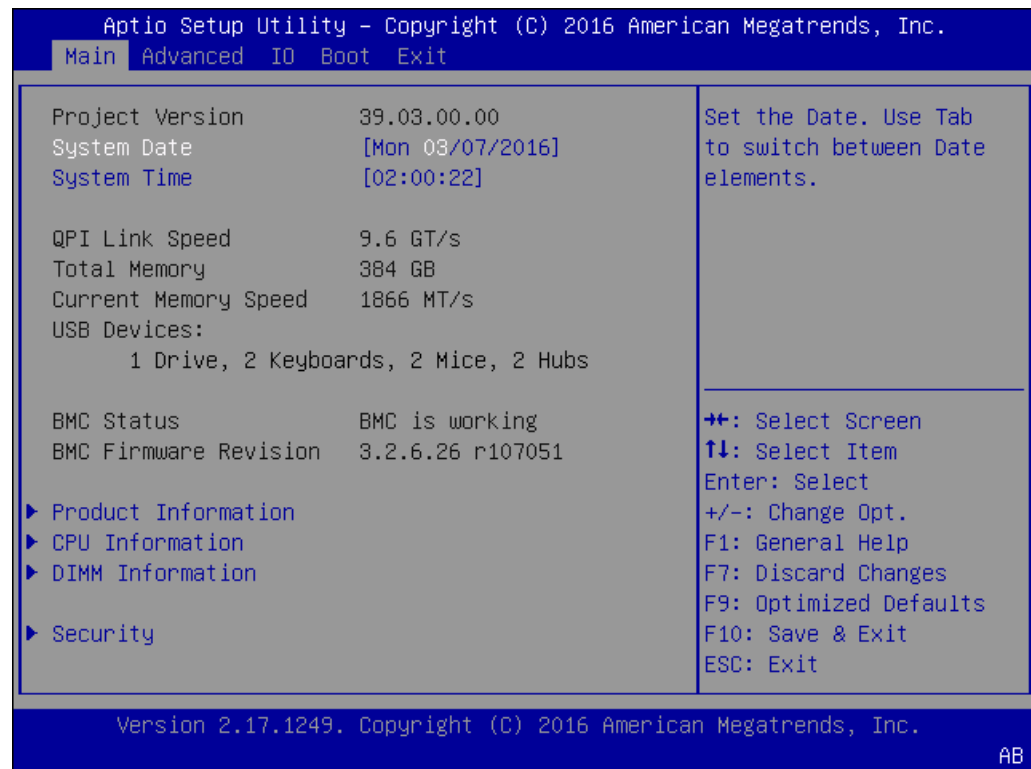 Aptio Setup Utility – Copyright (C) 2016 American Megatrends, Inc.
Main Advanced IO Boot Exit
Project Version 39.03.00.00
System Date [Mon 03/07/2016]
System Time [02:00:22]
QPI Link Speed 9.6 GT/s
Total Memory 384 GB
Current Memory Speed 1866 MT/s
USB Devices:
1 Drive, 2 Keyboards, 2 Mice, 2 Hubs
BMC Status BMC is working
BMC Firmware Revision 3.2.6.26 r107051
▶ Product Information
▶ CPU Information
▶ DIMM Information
▶ Security
Set the Date. Use Tab
to switch between Date
elements.
→←: Select Screen
↑↓: Select Item
Enter: Select
+/-: Change Opt.
F1: General Help
F7: Discard Changes
F9: Optimized Defaults
F10: Save & Exit
ESC: Exit
Version 2.17.1249. Copyright (C) 2016 American Megatrends, Inc.
AB